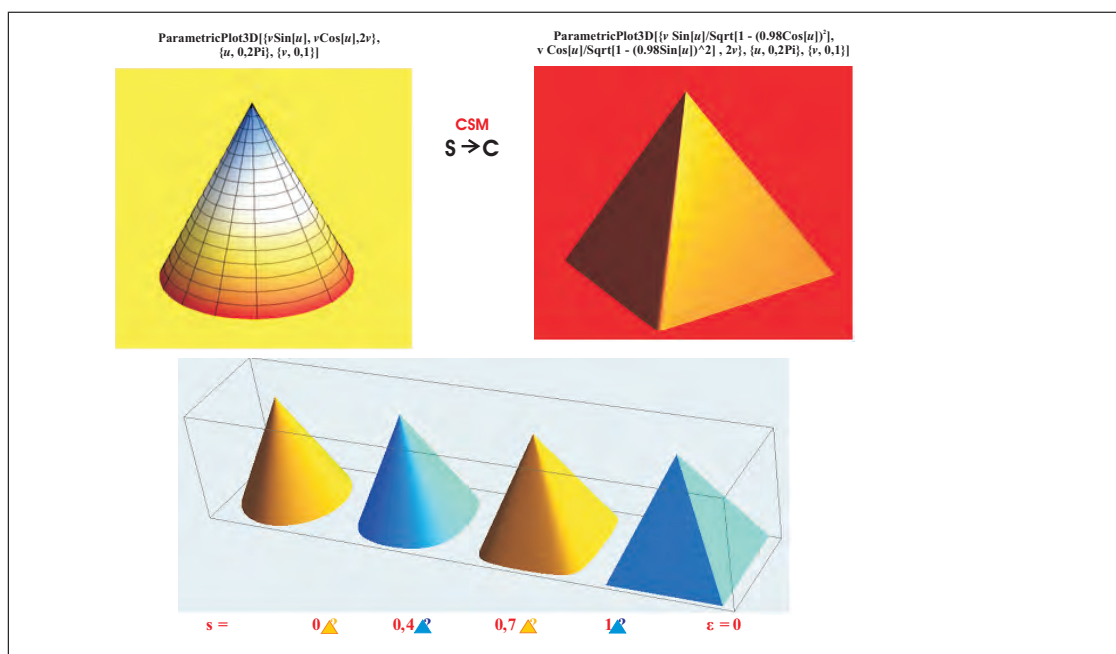 ParametricPlot3D[{vSin[u], vCos[u],2v},
{u, 0,2Pi}, {v, 0,1}]
ParametricPlot3D[{v Sin[u]/Sqrt[1 - (0.98Cos[u])²],
v Cos[u]/Sqrt[1 - (0.98Sin[u])^2] , 2v}, {u, 0,2Pi}, {v, 0,1}]
CSM
S → C
s = 0 0,4 0,7 1 ε = 0